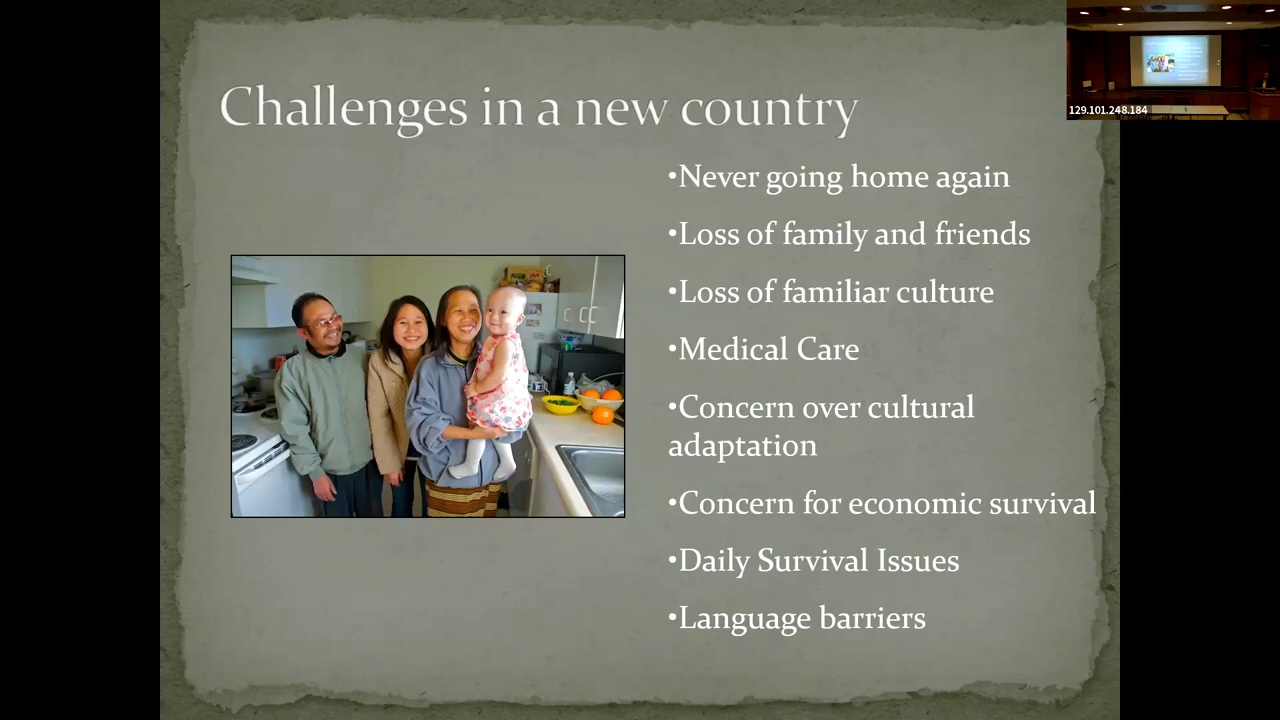 Challenges in a new country
129.101.248.184
•Never going home again
•Loss of family and friends
•Loss of familiar culture
•Medical Care
•Concern over cultural
adaptation
•Concern for economic survival
•Daily Survival Issues
•Language barriers